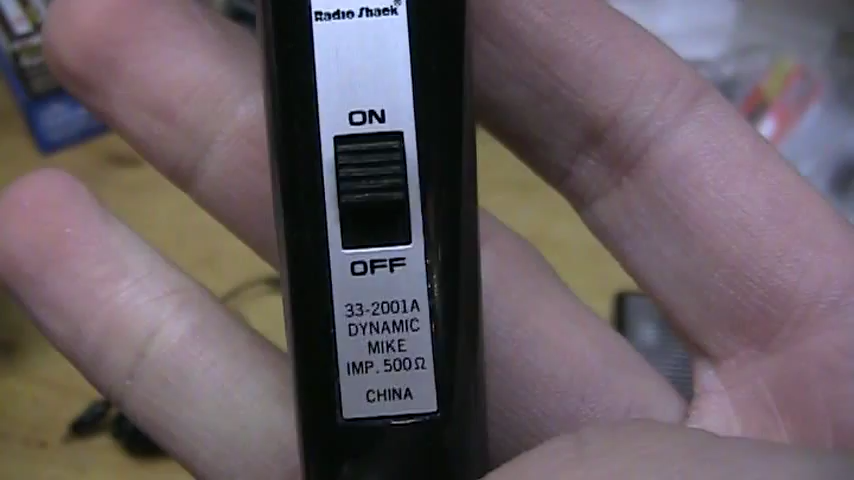 Radio Shack®
ON
OFF
33-2001A
DYNAMIC
MIKE
IMP. 500Ω
CHINA